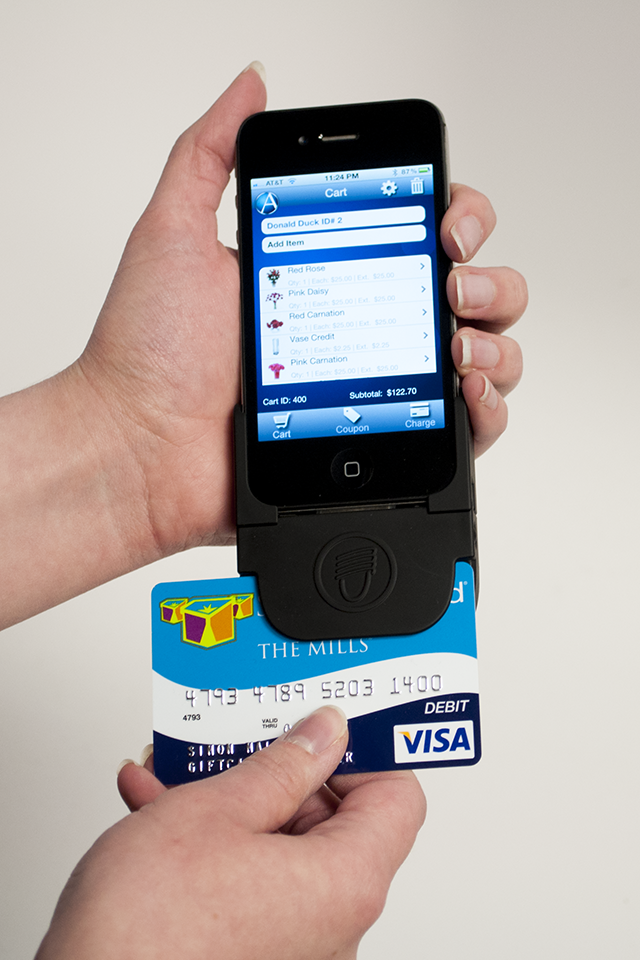 AT&T 11:24 PM 87%
Cart
A
Donald Duck ID# 2
Add Item
Red Rose
Qty: 1 | Each: $25.00 | Ext. $25.00
Pink Daisy
Qty: 1 | Each: $25.00 | Ext. $25.00
Red Carnation
Qty: 1 | Each: $25.00 | Ext. $25.00
Vase Credit
Qty: 1 | Each: $2.25 | Ext. $2.25
Pink Carnation
Qty: 1 | Each: $25.00 | Ext. $25.00
Cart ID: 400 Subtotal: $122.70
Cart Coupon Charge
THE MILLS
4793 4789 5203 1400
4793
VALID
THRU
DEBIT
VISA
SIMON